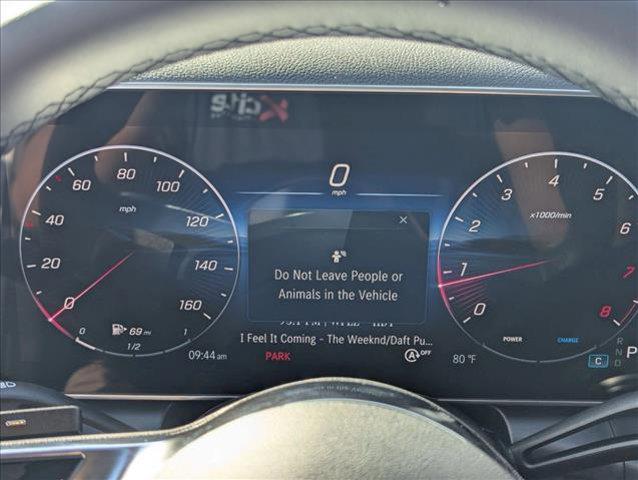 0
mph
20
40
60
80
100
120
140
160
0
mph
0
1/2
1
69 mi
Do Not Leave People or
Animals in the Vehicle
I Feel It Coming - The Weeknd/Daft Pu...
09:44 am
PARK
A OFF
80 °F
0
1
2
3
4
5
6
7
8
x1000/min
POWER
CHARGE
C
R
N
D
P